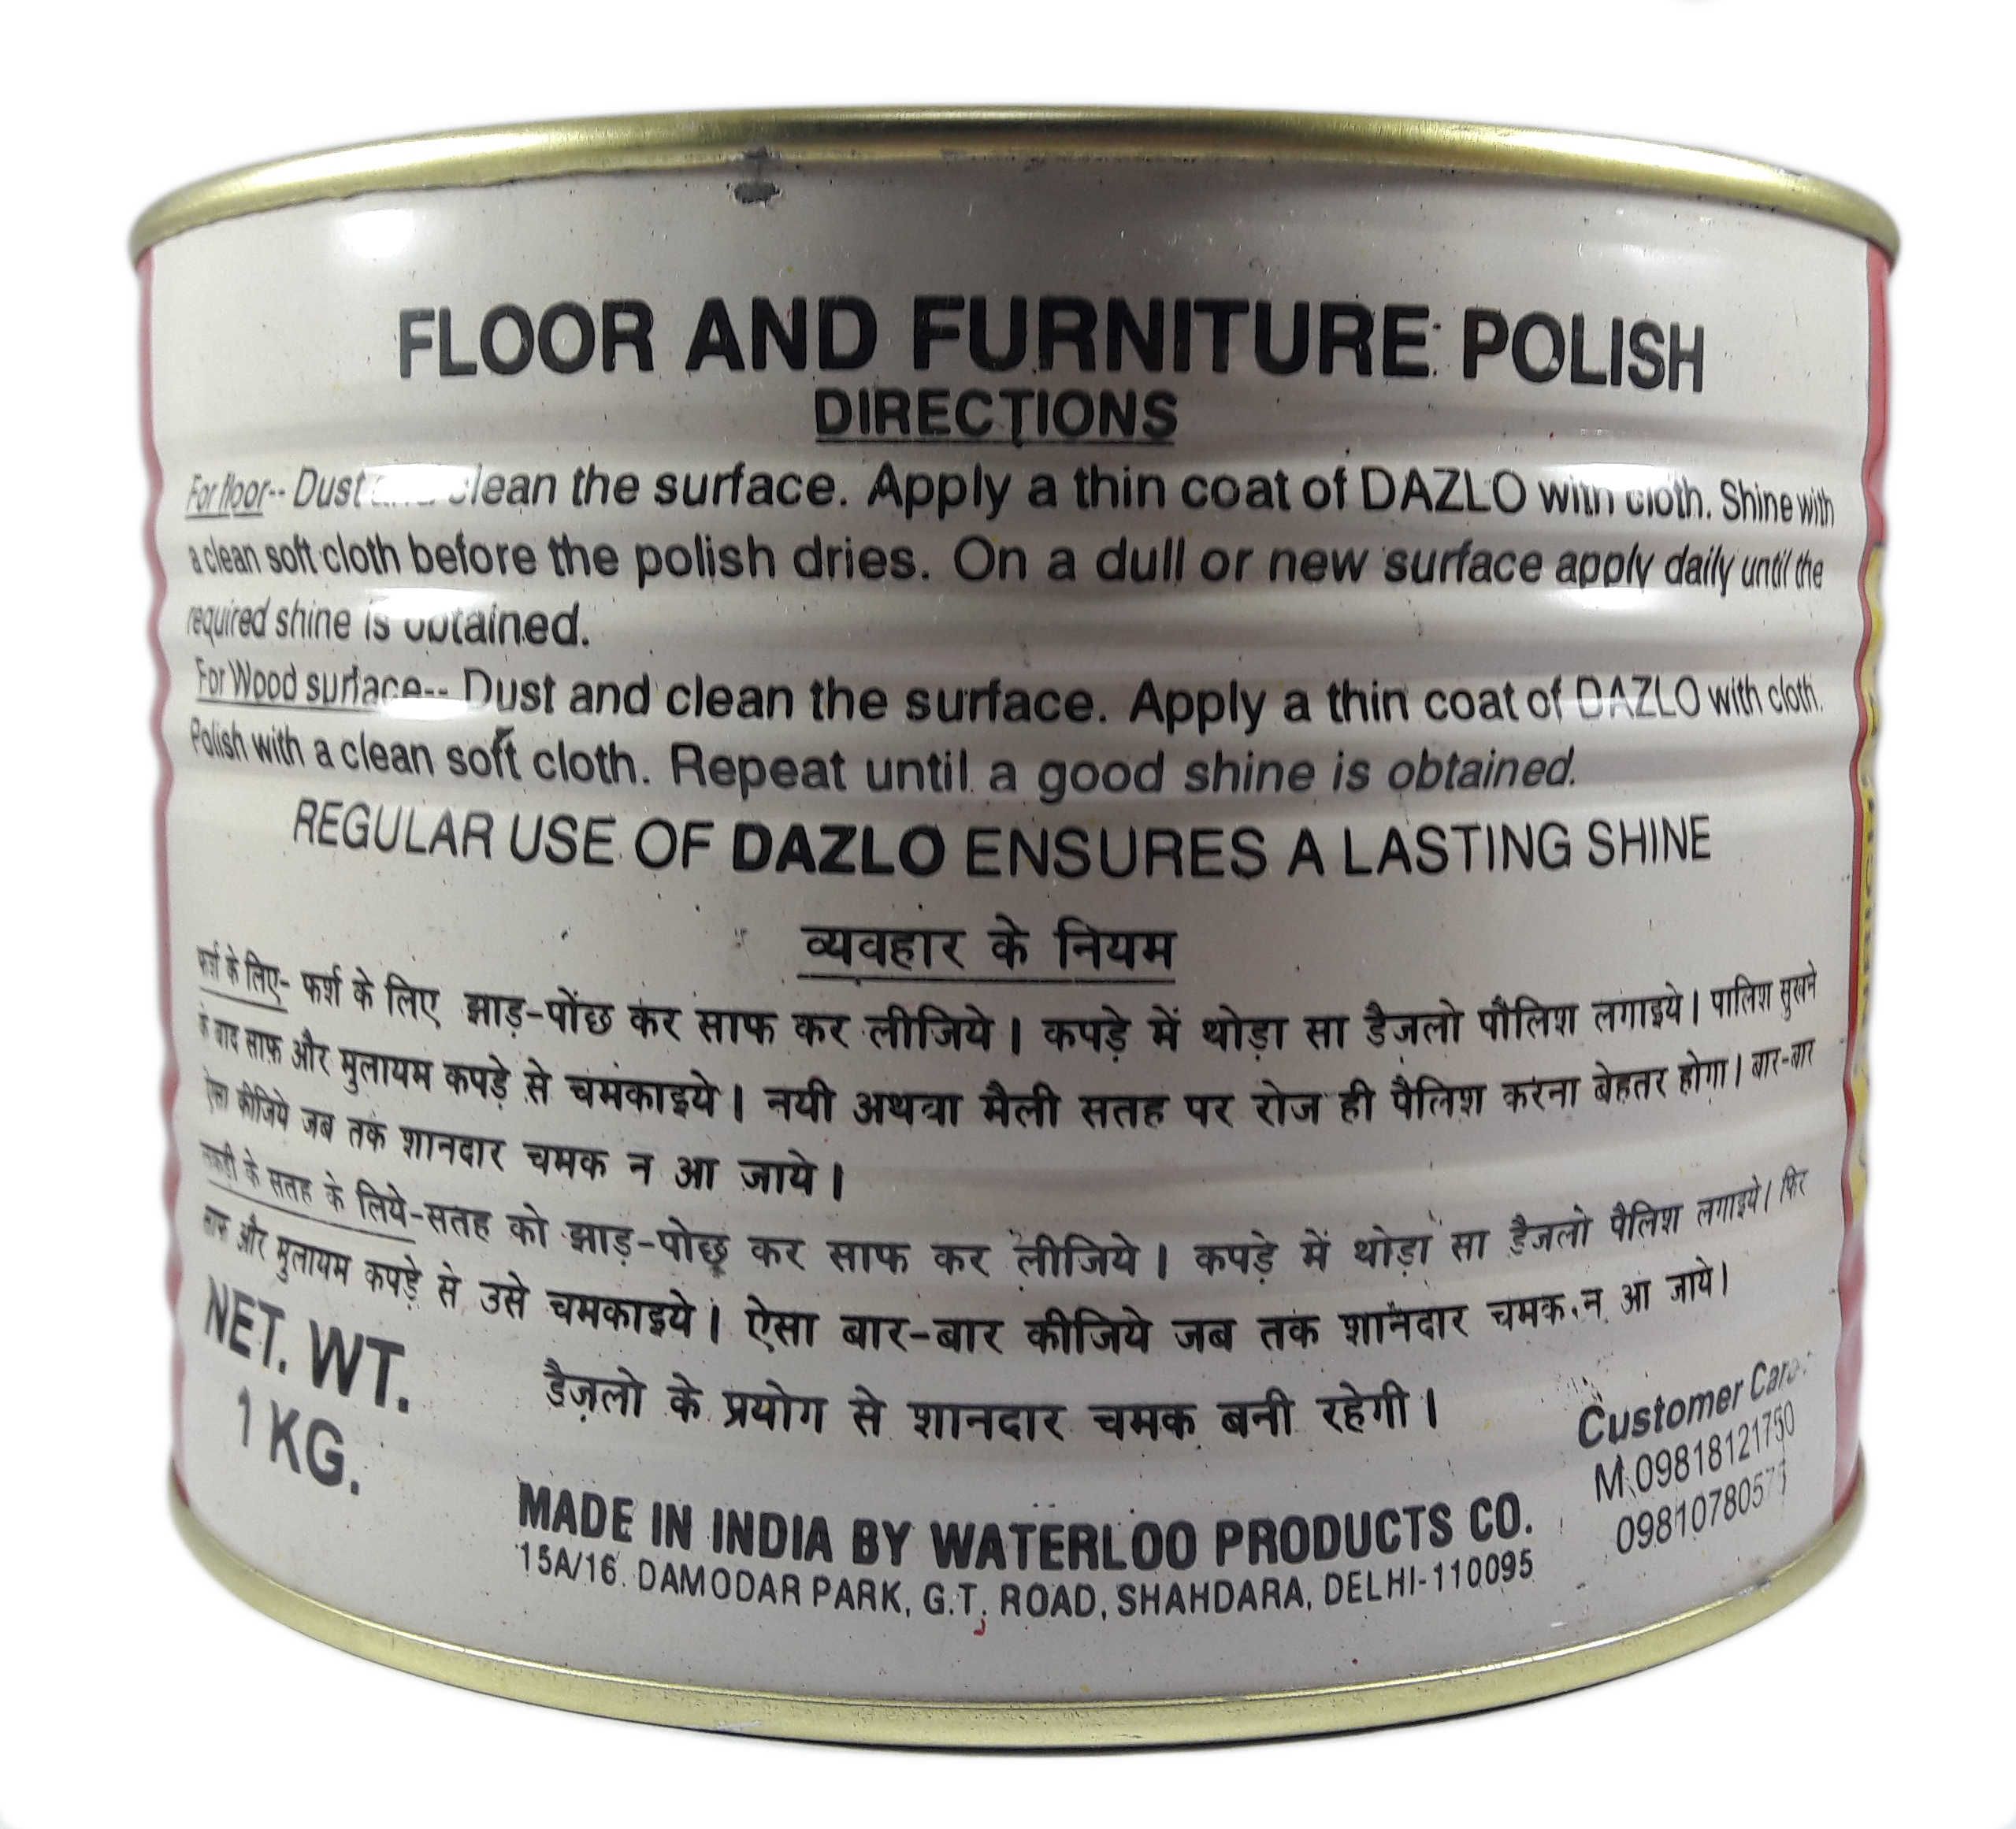 FLOOR AND FURNITURE POLISH
DIRECTIONS
For floor-- Dust and clean the surface. Apply a thin coat of DAZLO with cloth. Shine with
a clean soft cloth before the polish dries. On a dull or new surface apply daily until the
required shine is obtained.
For Wood surface-- Dust and clean the surface. Apply a thin coat of DAZLO with cloth.
Polish with a clean soft cloth. Repeat until a good shine is obtained.
REGULAR USE OF DAZLO ENSURES A LASTING SHINE
व्यवहार के नियम
फर्श के लिए- फर्श के लिए झाड़-पोंछ कर साफ कर लीजिये। कपड़े में थोड़ा सा डैज़लो पौलिश लगाइये। पालिश सुखने
के बाद साफ़ और मुलायम कपड़े से चमकाइये। नयी अथवा मैली सतह पर रोज ही पैलिश करना बेहतर होगा। बार-बार
ऐसा कीजिये जब तक शानदार चमक न आ जाये।
लकड़ी के सतह के लिये-सतह को झाड़-पोछ कर साफ कर लीजिये। कपड़े में थोड़ा सा डैजलो पैलिश लगाइये। फिर
साफ और मुलायम कपड़े से उसे चमकाइये। ऐसा बार-बार कीजिये जब तक शानदार चमक न आ जाये।
डैज़लो के प्रयोग से शानदार चमक बनी रहेगी।
NET. WT.
1 KG.
Customer Care
M.09818121750
MADE IN INDIA BY WATERLOO PRODUCTS CO.
15A/16. DAMODAR PARK, G.T. ROAD, SHAHDARA, DELHI-110095